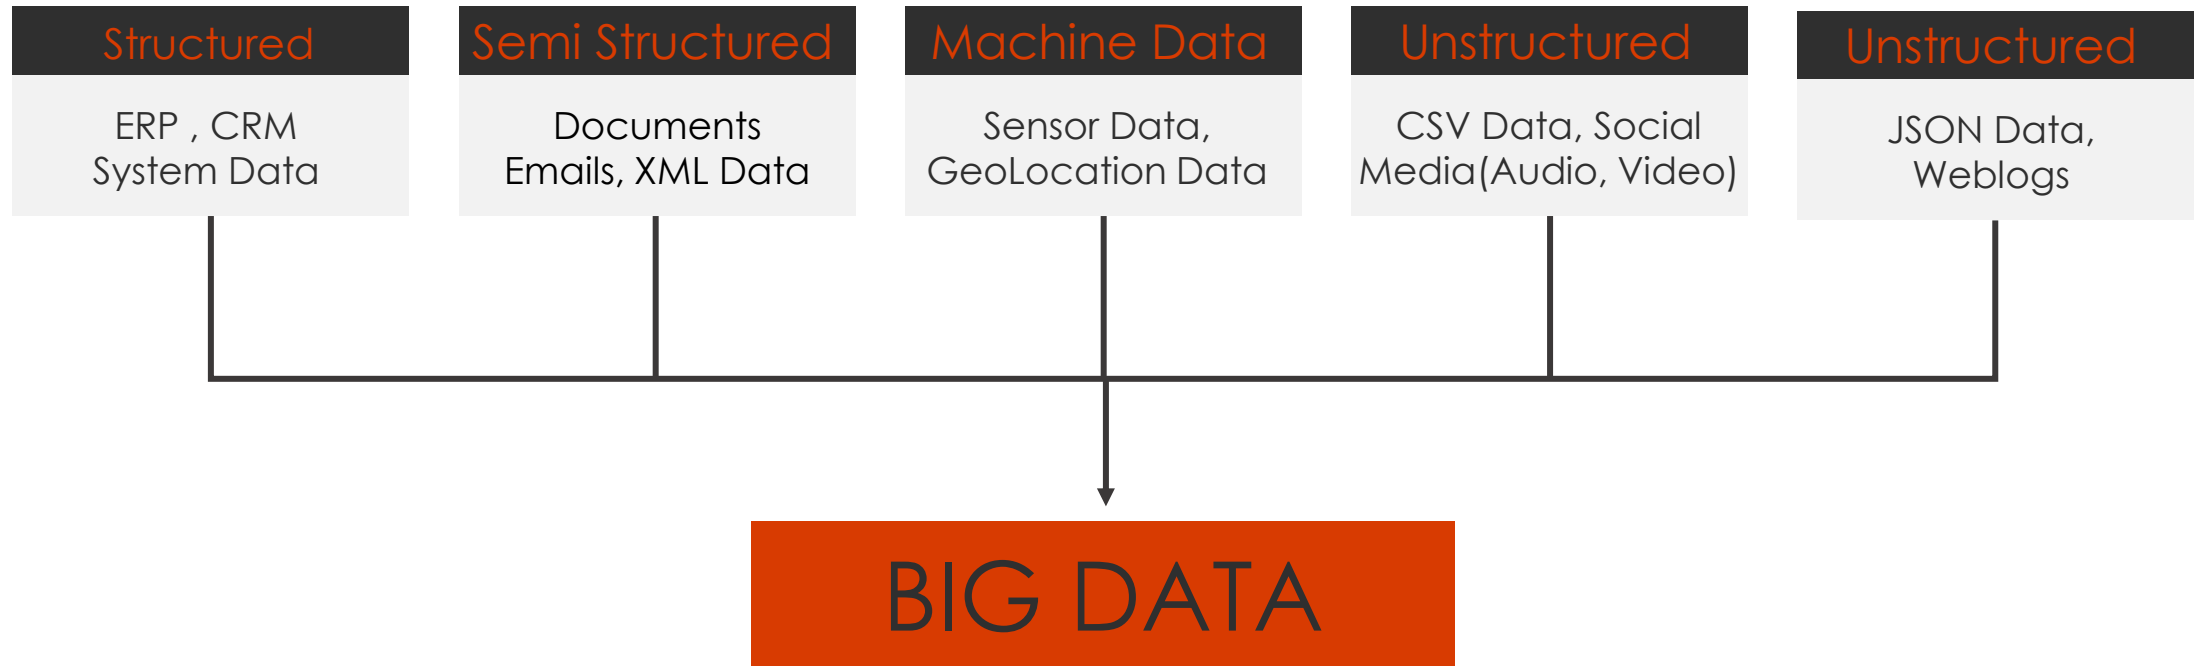 Structured
ERP , CRM
System Data
Semi Structured
Documents
Emails, XML Data
Machine Data
Sensor Data,
GeoLocation Data
Unstructured
CSV Data, Social
Media(Audio, Video)
Unstructured
JSON Data,
Weblogs
BIG DATA